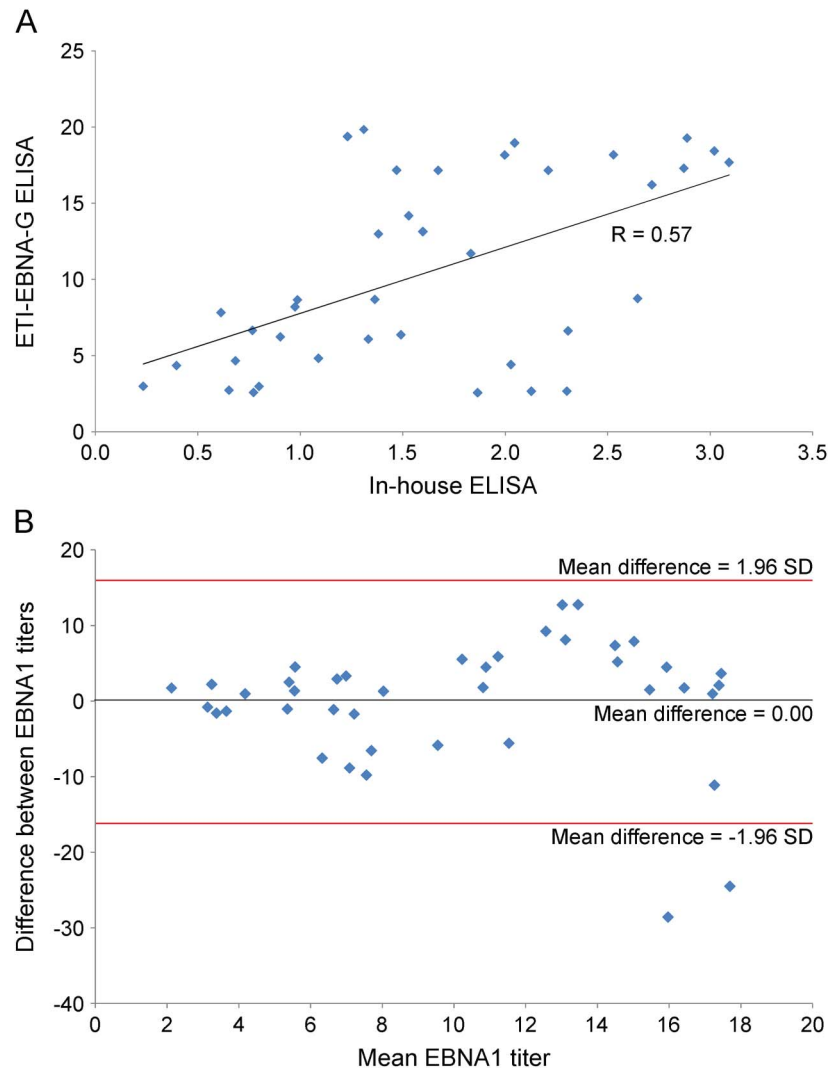 A
25
20
15
10
5
0
ETI-EBNA-G ELISA
R = 0.57
0.0 0.5 1.0 1.5 2.0 2.5 3.0 3.5
In-house ELISA
B
20
10
0
-10
-20
-30
-40
Difference between EBNA1 titers
Mean difference = 1.96 SD
Mean difference = 0.00
Mean difference = -1.96 SD
0 2 4 6 8 10 12 14 16 18 20
Mean EBNA1 titer